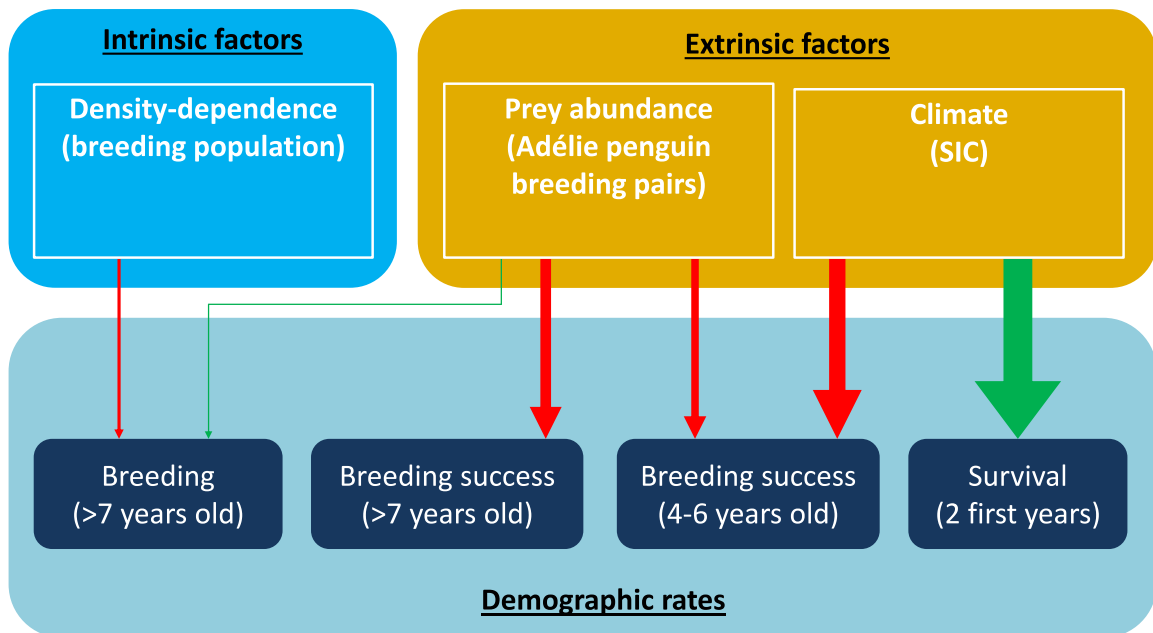 Intrinsic factors
Density-dependence
(breeding population)
Extrinsic factors
Prey abundance
(Adélie penguin
breeding pairs)
Climate
(SIC)
Breeding
(>7 years old)
Breeding success
(>7 years old)
Breeding success
(4-6 years old)
Survival
(2 first years)
Demographic rates